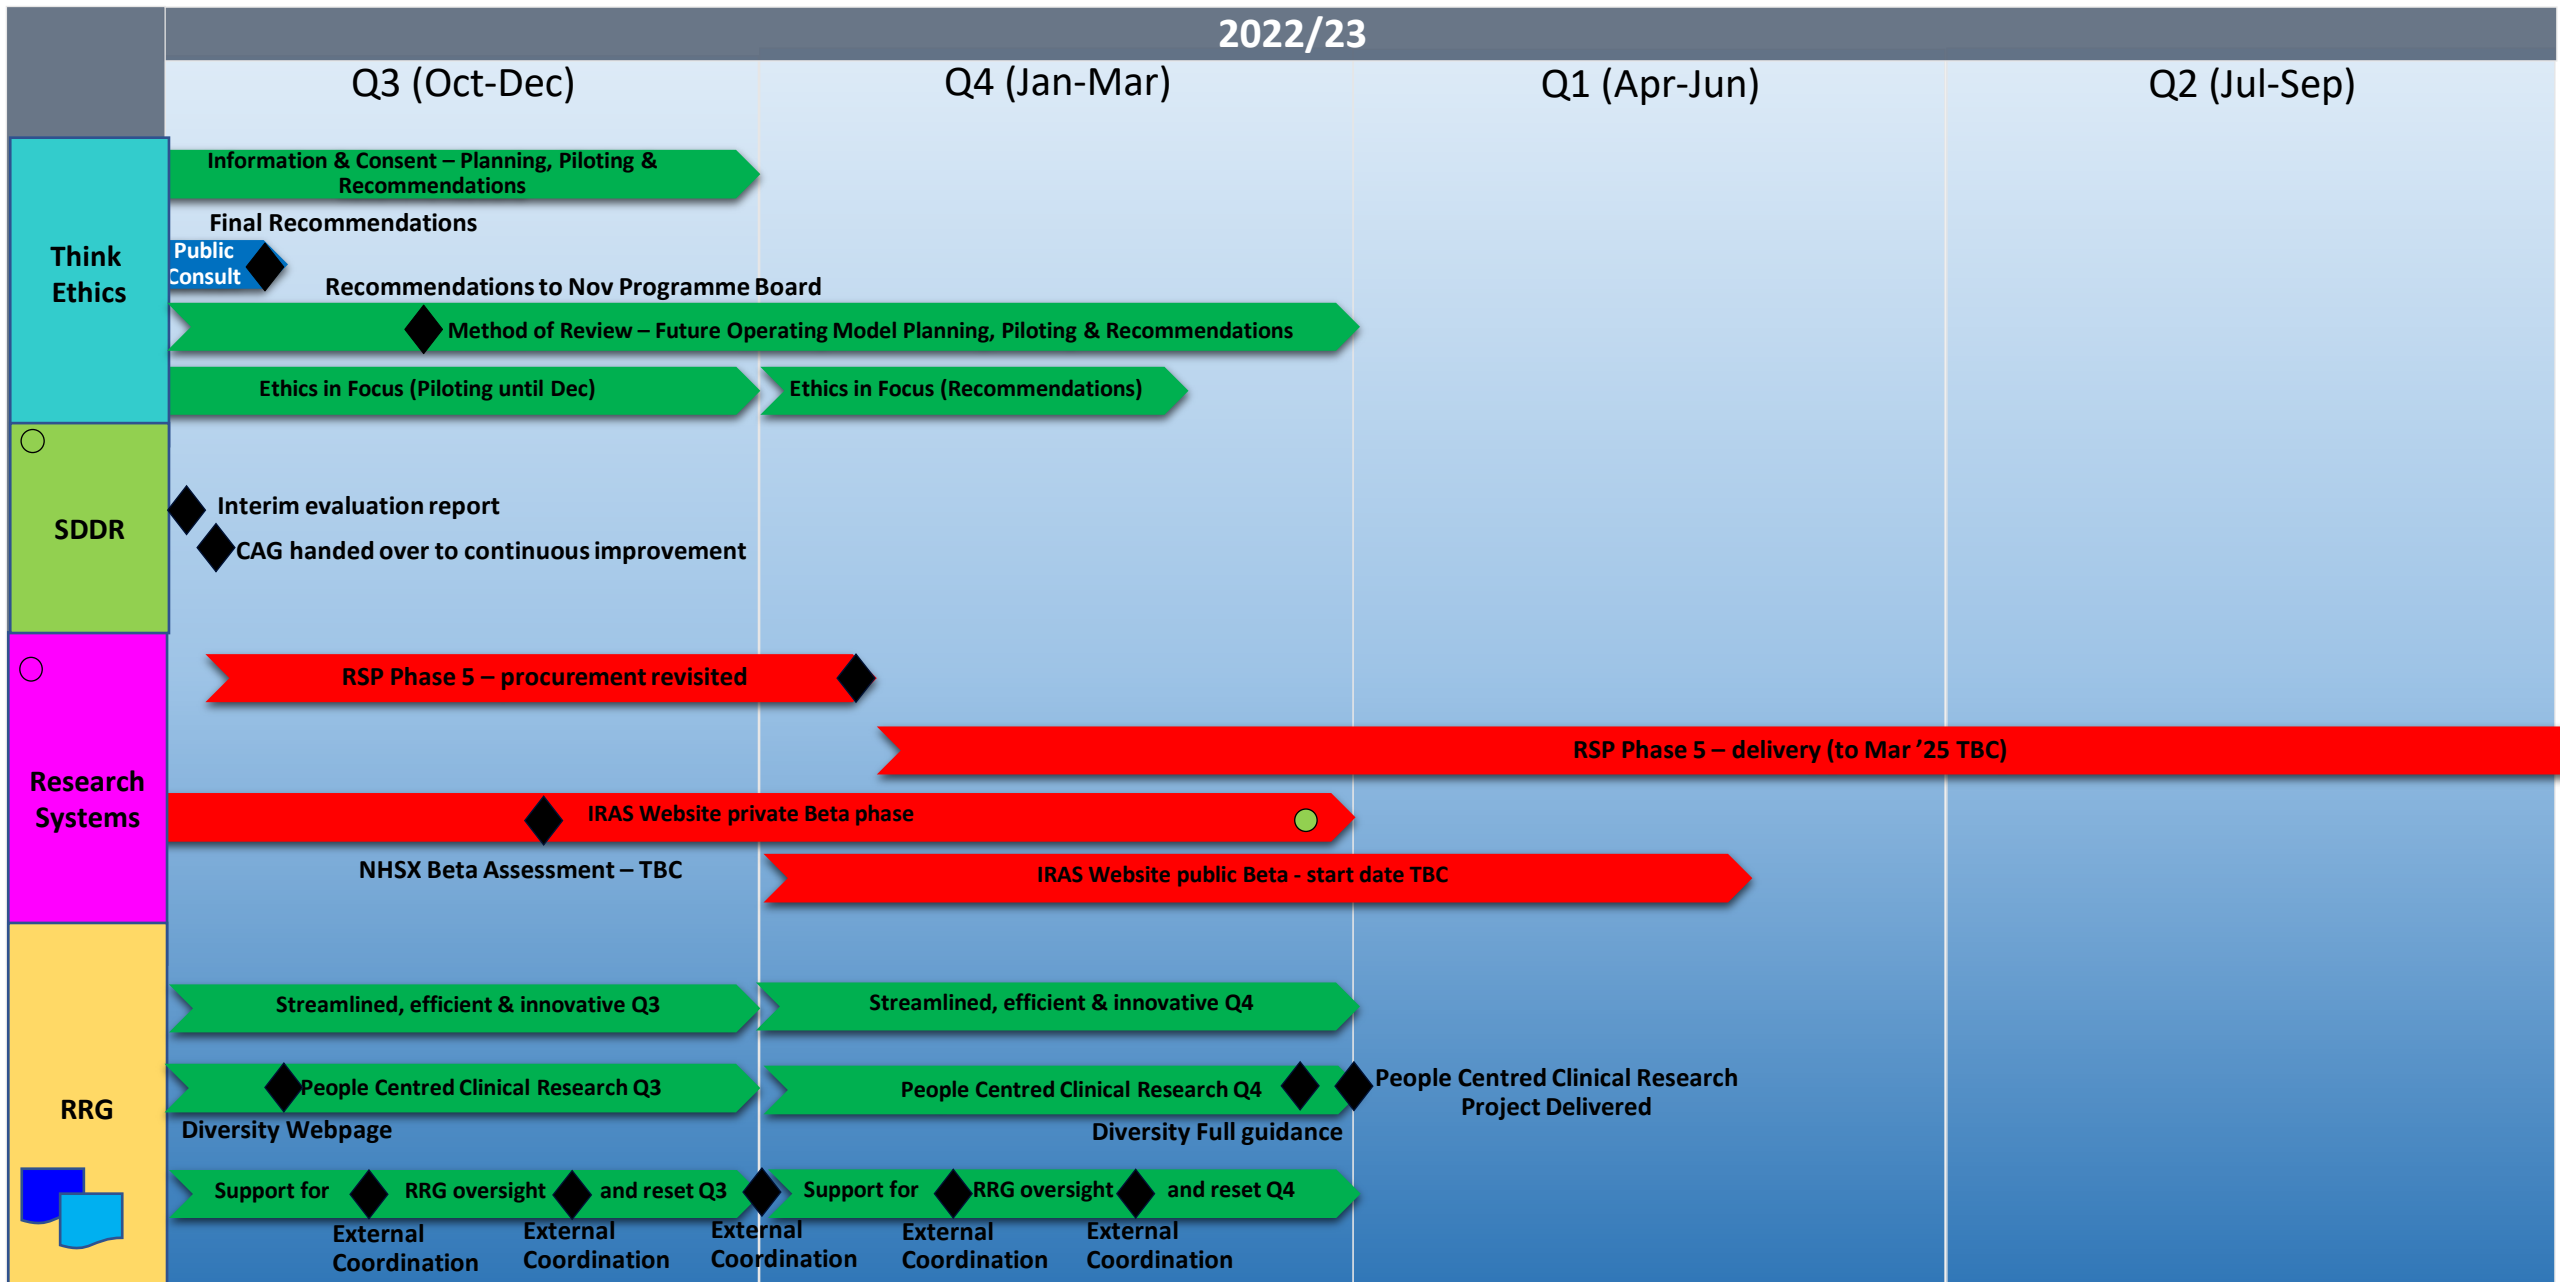 2022/23
Q3 (Oct-Dec)
Q4 (Jan-Mar)
Q1 (Apr-Jun)
Q2 (Jul-Sep)
Think
Ethics
Information & Consent – Planning, Piloting &
Recommendations
Final Recommendations
Public
Consult
Recommendations to Nov Programme Board
Method of Review – Future Operating Model Planning, Piloting & Recommendations
Ethics in Focus (Piloting until Dec)
Ethics in Focus (Recommendations)
SDDR
Interim evaluation report
CAG handed over to continuous improvement
Research
Systems
RSP Phase 5 – procurement revisited
RSP Phase 5 – delivery (to Mar ’25 TBC)
IRAS Website private Beta phase
NHSX Beta Assessment – TBC
IRAS Website public Beta - start date TBC
RRG
Streamlined, efficient & innovative Q3
Streamlined, efficient & innovative Q4
People Centred Clinical Research Q3
People Centred Clinical Research Q4
People Centred Clinical Research
Project Delivered
Diversity Webpage
Diversity Full guidance
Support for
RRG oversight
and reset Q3
Support for
RRG oversight
and reset Q4
External
Coordination
External
Coordination
External
Coordination
External
Coordination
External
Coordination